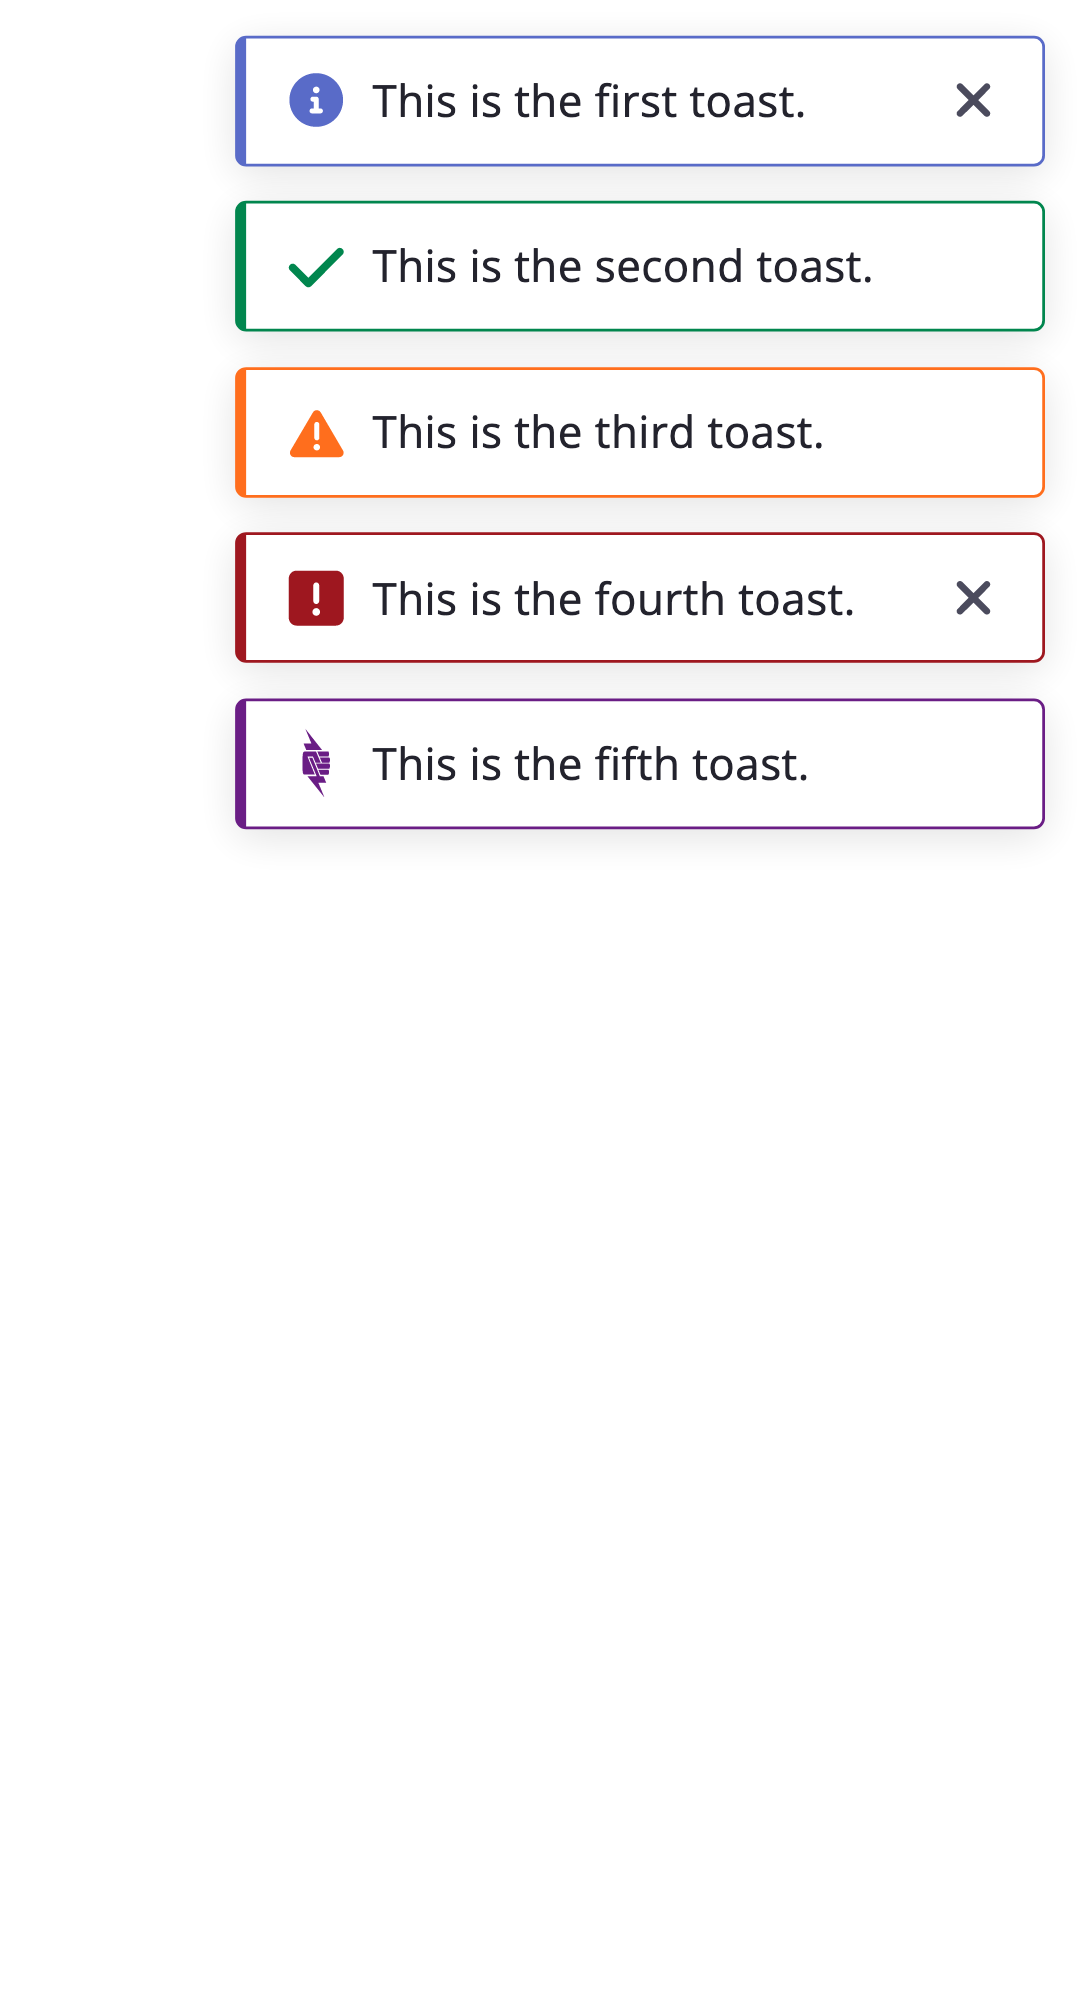 This is the first toast.
This is the second toast.
This is the third toast.
This is the fourth toast.
This is the fifth toast.